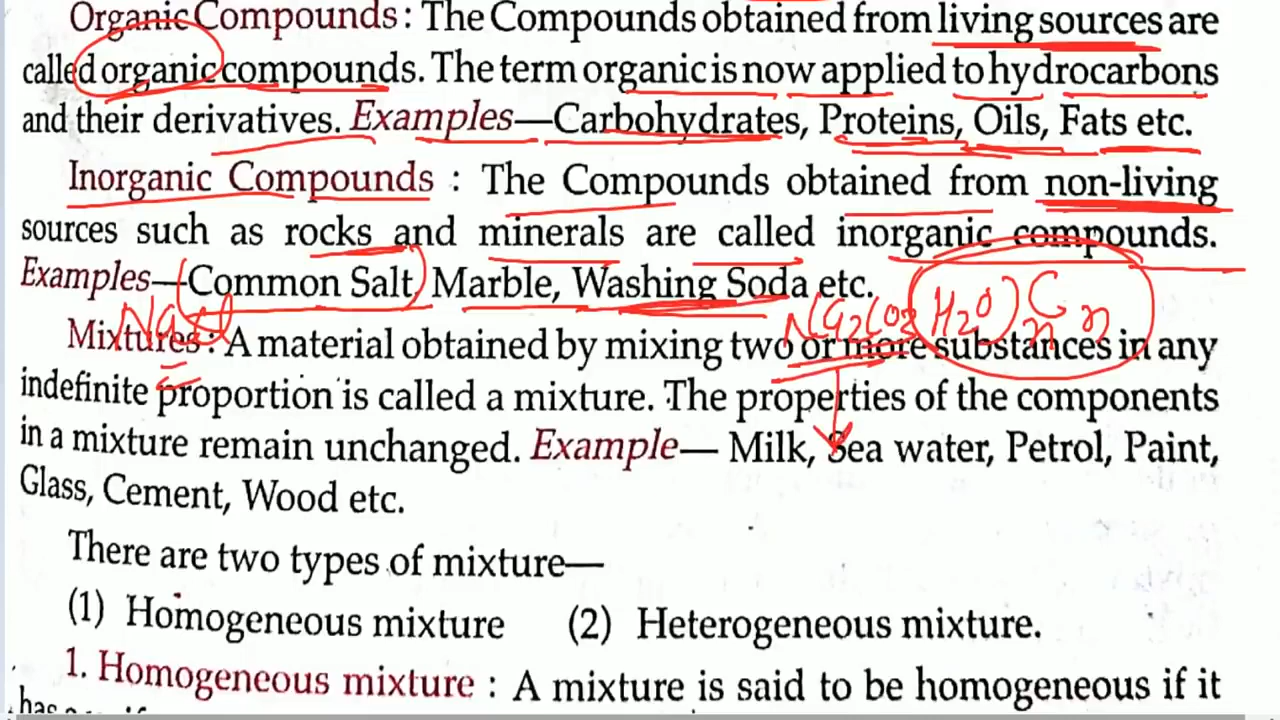 Organic Compounds : The Compounds obtained from living sources are
called organic compounds. The term organic is now applied to hydrocarbons
and their derivatives. Examples—Carbohydrates, Proteins, Oils, Fats etc.
Inorganic Compounds : The Compounds obtained from non-living
sources such as rocks and minerals are called inorganic compounds.
Examples—Common Salt, Marble, Washing Soda etc.
NaCl
Mixtures : A material obtained by mixing two or more substances in any
indefinite proportion is called a mixture. The properties of the components
in a mixture remain unchanged. Example— Milk, Sea water, Petrol, Paint,
Glass, Cement, Wood etc.
There are two types of mixture—
(1) Homogeneous mixture (2) Heterogeneous mixture.
1. Homogeneous mixture : A mixture is said to be homogeneous if it